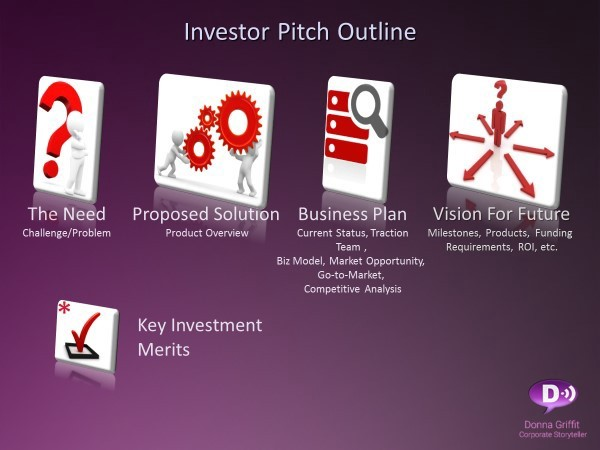 Investor Pitch Outline
The Need
Challenge/Problem
Proposed Solution
Product Overview
Business Plan
Current Status, Traction
Team ,
Biz Model, Market Opportunity,
Go-to-Market,
Competitive Analysis
Vision For Future
Milestones, Products, Funding
Requirements, ROI, etc.
*
Key Investment
Merits
D
Donna Griffit
Corporate Storyteller